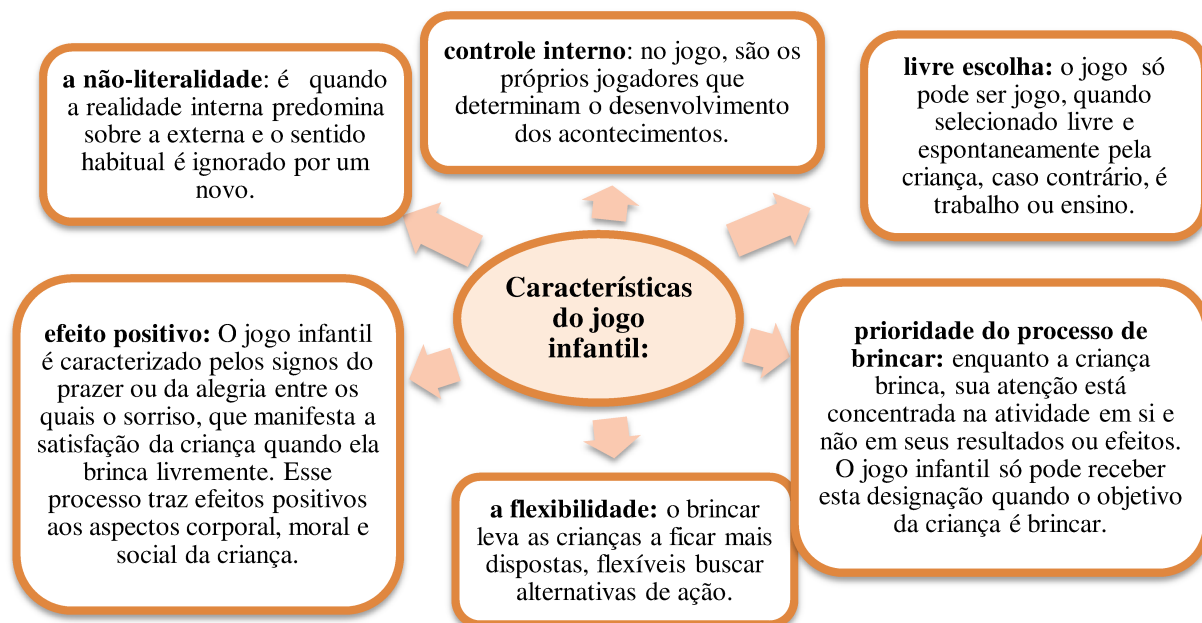 a não-literalidade: é quando
a realidade interna predomina
sobre a externa e o sentido
habitual é ignorado por um
novo.
controle interno: no jogo, são os
próprios jogadores que
determinam o desenvolvimento
dos acontecimentos.
livre escolha: o jogo só
pode ser jogo, quando
selecionado livre e
espontaneamente pela
criança, caso contrário, é
trabalho ou ensino.
Características
do jogo
infantil:
efeito positivo: O jogo infantil
é caracterizado pelos signos do
prazer ou da alegria entre os
quais o sorriso, que manifesta a
satisfação da criança quando ela
brinca livremente. Esse
processo traz efeitos positivos
aos aspectos corporal, moral e
social da criança.
a flexibilidade: o brincar
leva as crianças a ficar mais
dispostas, flexíveis buscar
alternativas de ação.
prioridade do processo de
brincar: enquanto a criança
brinca, sua atenção está
concentrada na atividade em si e
não em seus resultados ou efeitos.
O jogo infantil só pode receber
esta designação quando o objetivo
da criança é brincar.